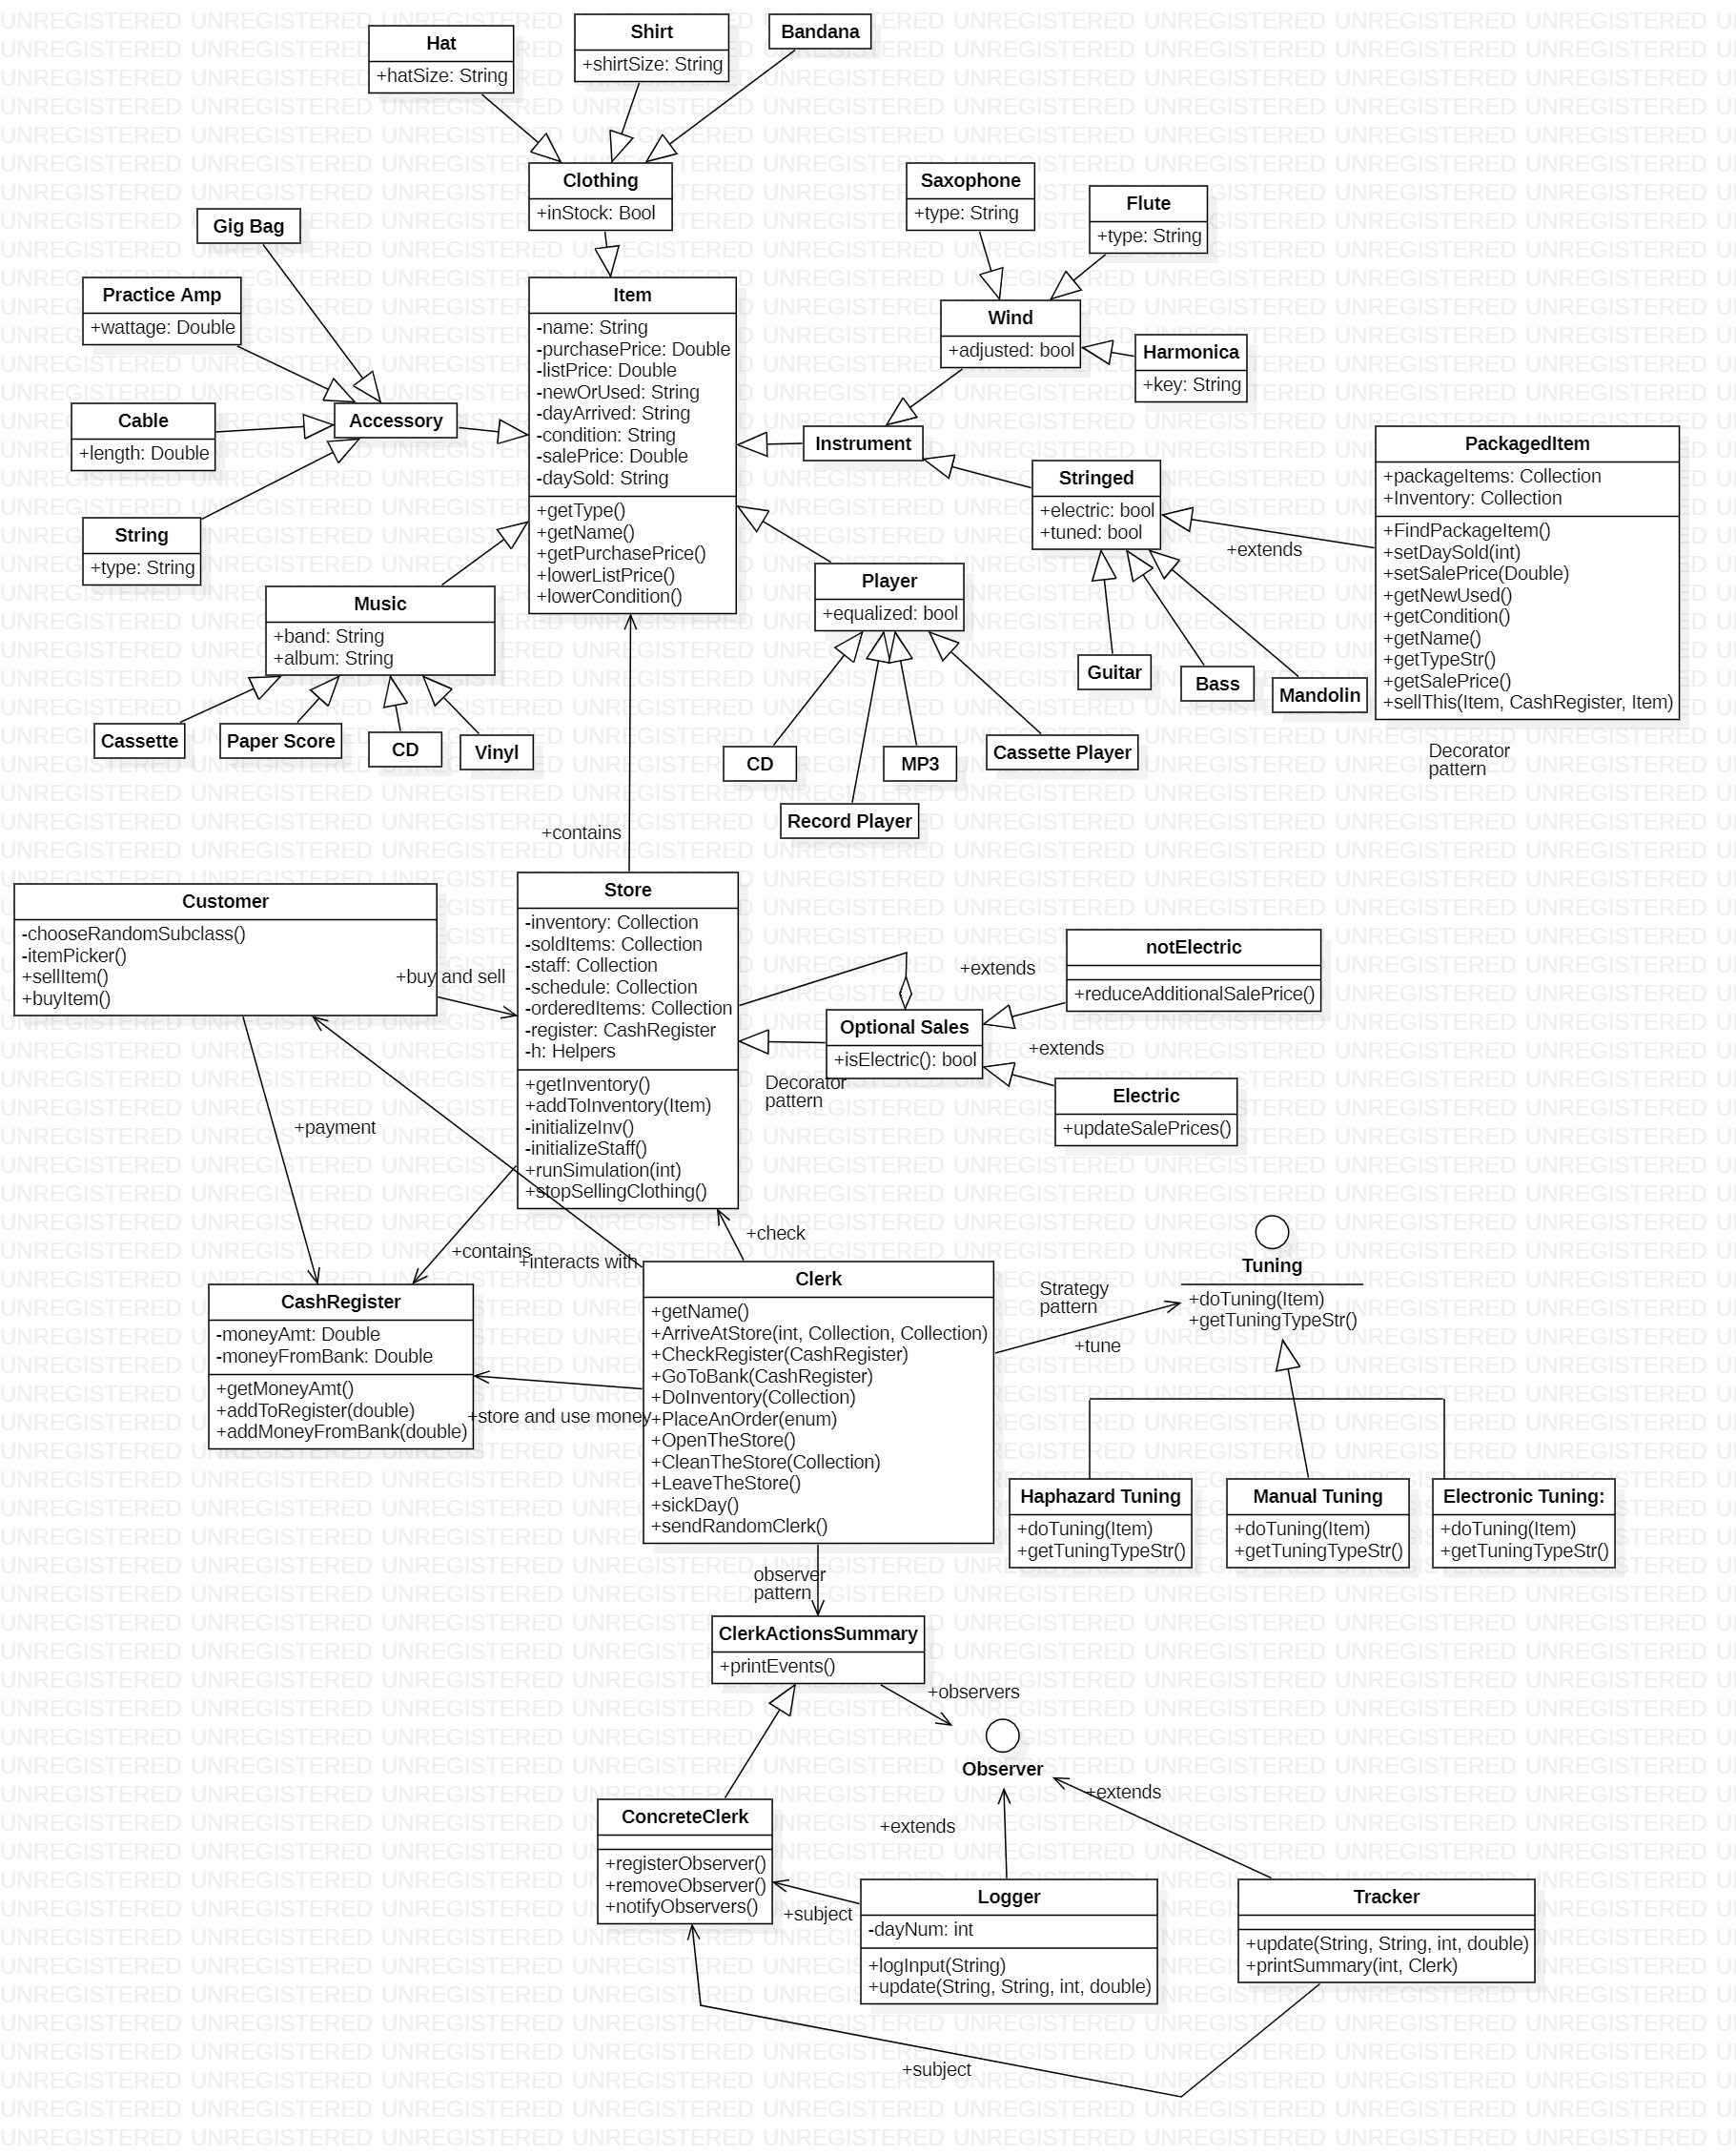 Hat
+hatSize: String
Shirt
+shirtSize: String
Bandana
Clothing
+inStock: Bool
Saxophone
+type: String
Flute
+type: String
Gig Bag
Practice Amp
+wattage: Double
Cable
+length: Double
Accessory
String
+type: String
Item
-name: String
-purchasePrice: Double
-listPrice: Double
-newOrUsed: String
-dayArrived: String
-condition: String
-salePrice: Double
-daySold: String
+getType()
+getName()
+getPurchasePrice()
+lowerListPrice()
+lowerCondition()
Wind
+adjusted: bool
Harmonica
+key: String
Instrument
Stringed
+electric: bool
+tuned: bool
+extends
PackagedItem
+packageItems: Collection
+Inventory: Collection
+FindPackageItem()
+setDaySold(int)
+setSalePrice(Double)
+getNewUsed()
+getCondition()
+getName()
+getTypeStr()
+getSalePrice()
+sellThis(Item, CashRegister, Item)
Decorator
pattern
Music
+band: String
+album: String
Cassette
Paper Score
CD
Vinyl
Player
+equalized: bool
CD
Record Player
MP3
Cassette Player
Guitar
Bass
Mandolin
+contains
Customer
-chooseRandomSubclass()
-itemPicker()
+sellItem()
+buyItem()
+buy and sell
Store
-inventory: Collection
-soldItems: Collection
-staff: Collection
-schedule: Collection
-orderedItems: Collection
-register: CashRegister
-h: Helpers
+getInventory()
+addToInventory(Item)
-initializeInv()
-initializeStaff()
+runSimulation(int)
+stopSellingClothing()
Optional Sales
+isElectric(): bool
Decorator
pattern
+extends
notElectric
+reduceAdditionalSalePrice()
+extends
Electric
+updateSalePrices()
+payment
+contains
+interacts with
+check
CashRegister
-moneyAmt: Double
-moneyFromBank: Double
+getMoneyAmt()
+addToRegister(double)
+addMoneyFromBank(double)
+store and use money
Clerk
+getName()
+ArriveAtStore(int, Collection, Collection)
+CheckRegister(CashRegister)
+GoToBank(CashRegister)
+DoInventory(Collection)
+PlaceAnOrder(enum)
+OpenTheStore()
+CleanTheStore(Collection)
+LeaveTheStore()
+sickDay()
+sendRandomClerk()
Strategy
pattern
+tune
Tuning
+doTuning(Item)
+getTuningTypeStr()
Haphazard Tuning
+doTuning(Item)
+getTuningTypeStr()
Manual Tuning
+doTuning(Item)
+getTuningTypeStr()
Electronic Tuning:
+doTuning(Item)
+getTuningTypeStr()
observer
pattern
ClerkActionsSummary
+printEvents()
+observers
Observer
+extends
+extends
ConcreteClerk
+registerObserver()
+removeObserver()
+notifyObservers()
+subject
Logger
-dayNum: int
+logInput(String)
+update(String, String, int, double)
Tracker
+update(String, String, int, double)
+printSummary(int, Clerk)
+subject
UNREGISTERED